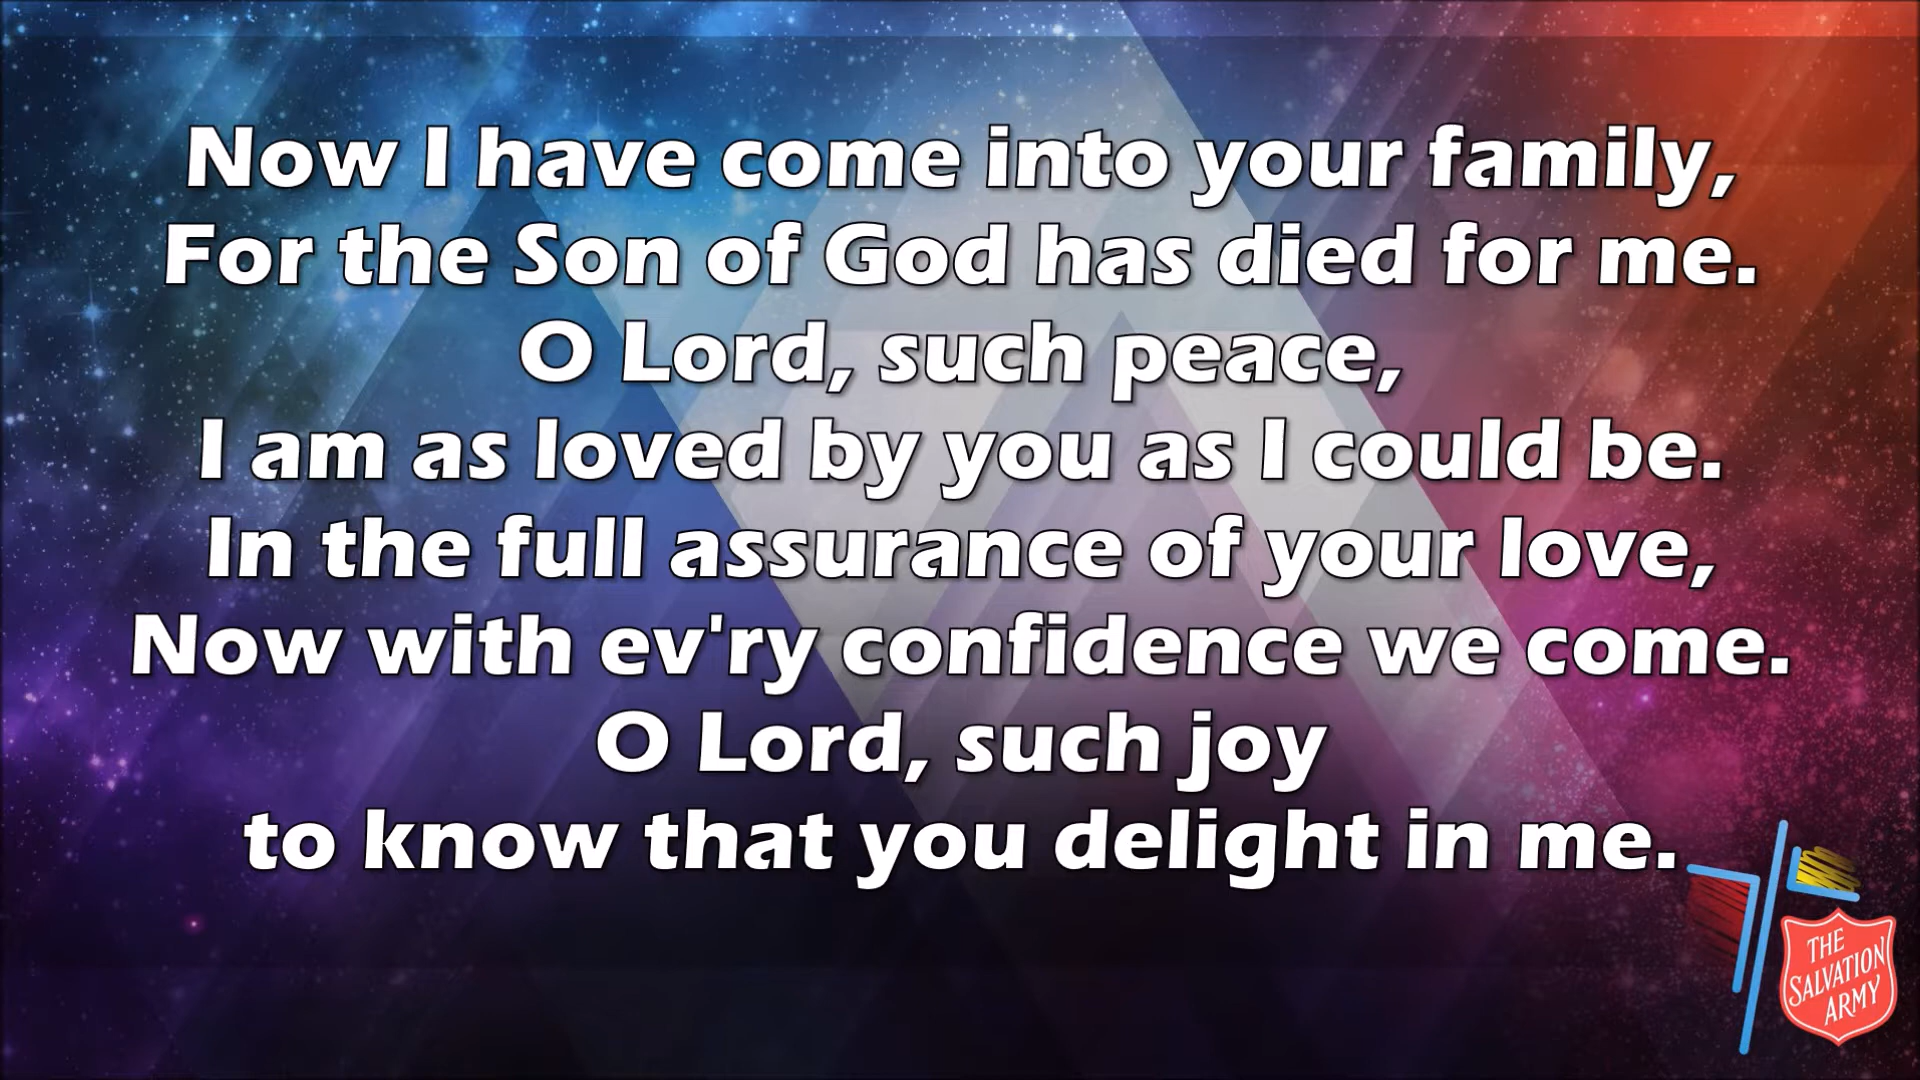 Now I have come into your family,
For the Son of God has died for me.
O Lord, such peace,
I am as loved by you as I could be.
In the full assurance of your love,
Now with ev'ry confidence we come.
O Lord, such joy
to know that you delight in me.
THE
SALVATION
ARMY